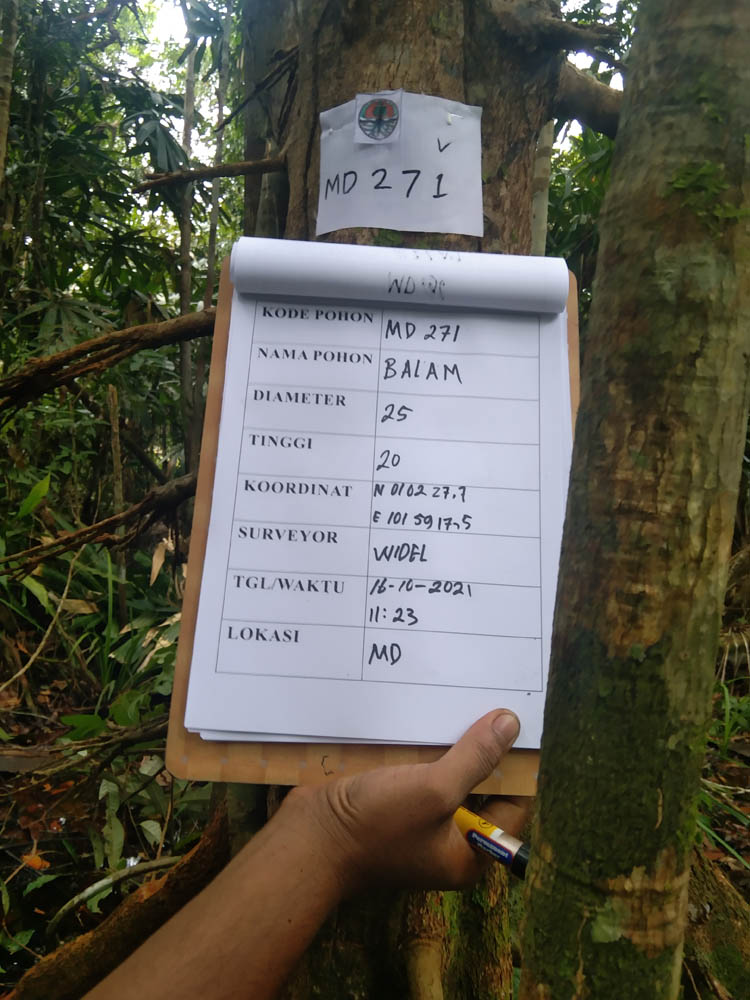 MD 271
KODE POHON MD 271
NAMA POHON BALAM
DIAMETER 25
TINGGI 20
KOORDINAT N 01 02 27.7
E 101 59 17.5
SURVEYOR WIDEL
TGL/WAKTU 16-10-2021
11:23
LOKASI MD
Permanent